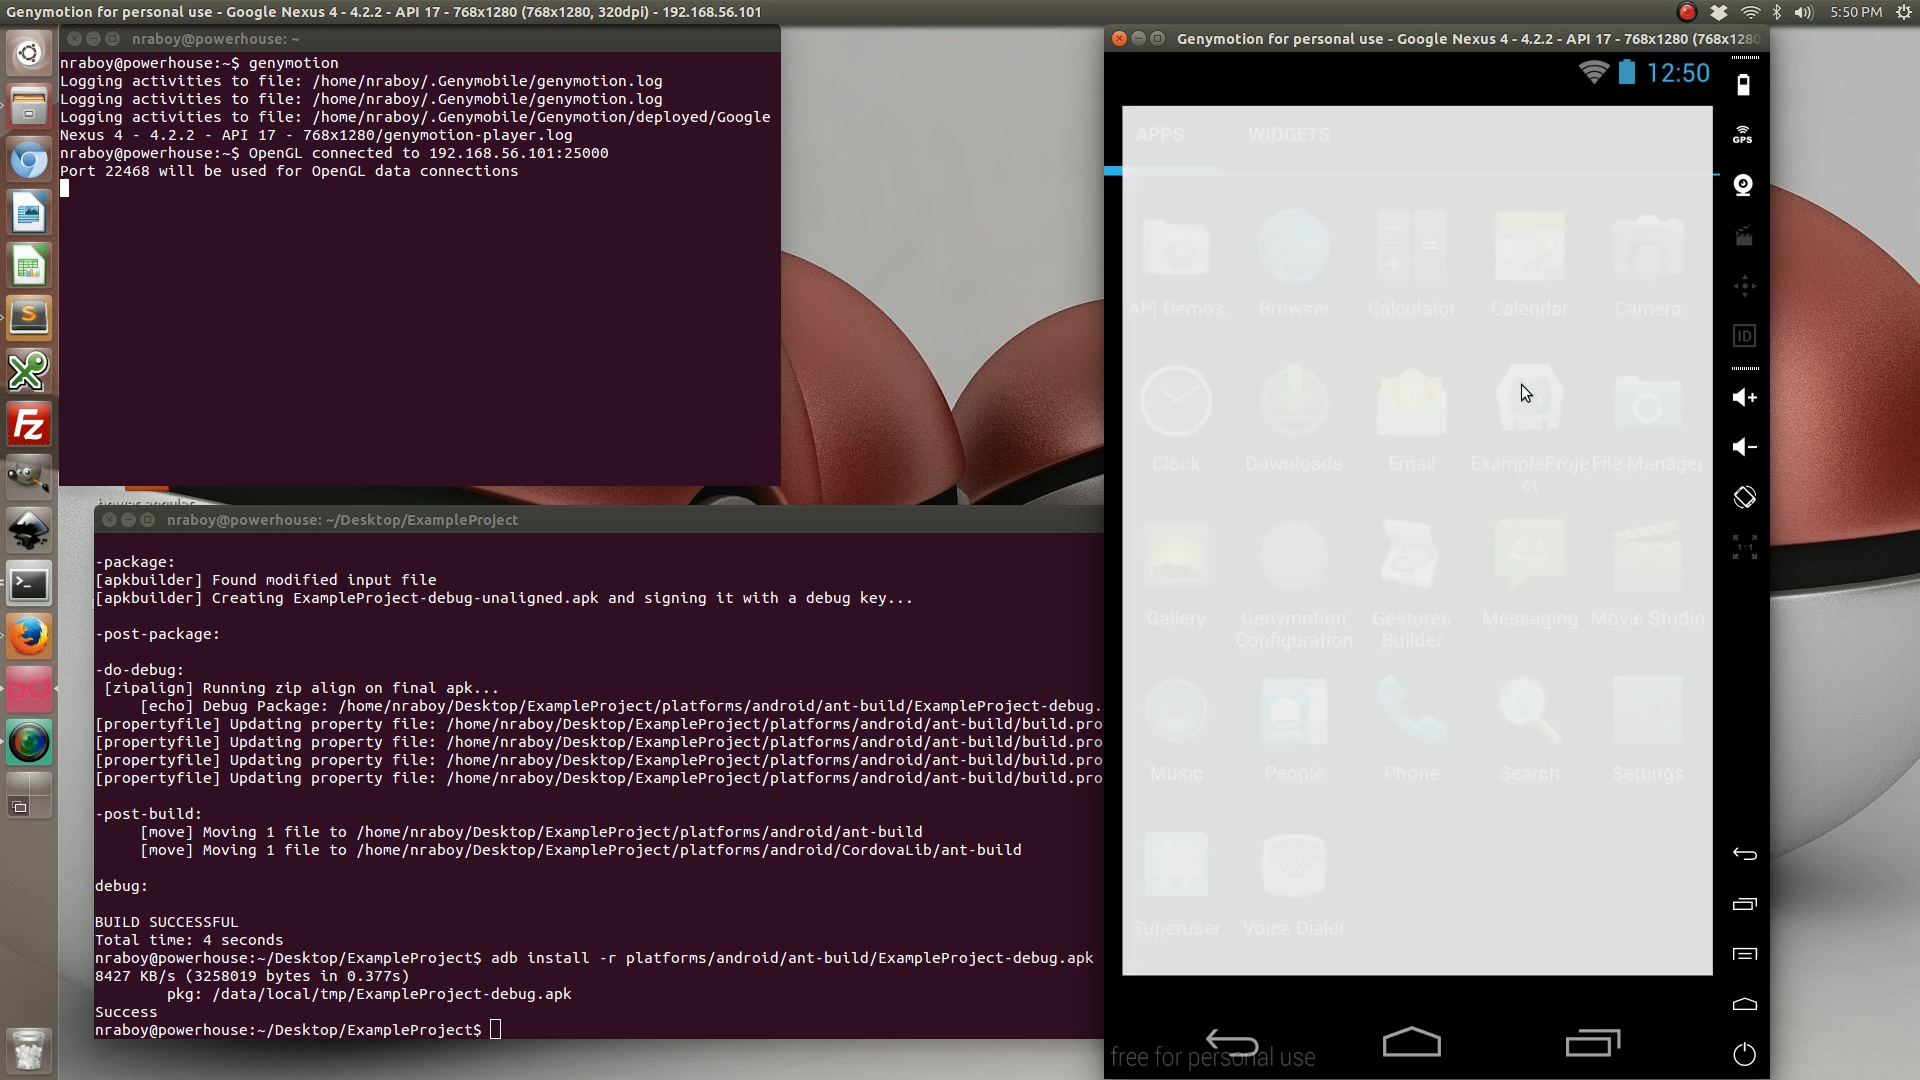 Genymotion for personal use - Google Nexus 4 - 4.2.2 - API 17 - 768x1280 (768x1280, 320dpi) - 192.168.56.101
5:50 PM
nraboy@powerhouse: ~
nraboy@powerhouse:~$ genymotion
Logging activities to file: /home/nraboy/.Genymobile/genymotion.log
Logging activities to file: /home/nraboy/.Genymobile/genymotion.log
Logging activities to file: /home/nraboy/.Genymobile/Genymotion/deployed/Google
Nexus 4 - 4.2.2 - API 17 - 768x1280/genymotion-player.log
nraboy@powerhouse:~$ OpenGL connected to 192.168.56.101:25000
Port 22468 will be used for OpenGL data connections
nraboy@powerhouse: ~/Desktop/ExampleProject
-package:
[apkbuilder] Found modified input file
[apkbuilder] Creating ExampleProject-debug-unaligned.apk and signing it with a debug key...
-post-package:
-do-debug:
[zipalign] Running zip align on final apk...
[echo] Debug Package: /home/nraboy/Desktop/ExampleProject/platforms/android/ant-build/ExampleProject-debug.
[propertyfile] Updating property file: /home/nraboy/Desktop/ExampleProject/platforms/android/ant-build/build.pro
[propertyfile] Updating property file: /home/nraboy/Desktop/ExampleProject/platforms/android/ant-build/build.pro
[propertyfile] Updating property file: /home/nraboy/Desktop/ExampleProject/platforms/android/ant-build/build.pro
[propertyfile] Updating property file: /home/nraboy/Desktop/ExampleProject/platforms/android/ant-build/build.pro
-post-build:
[move] Moving 1 file to /home/nraboy/Desktop/ExampleProject/platforms/android/ant-build
[move] Moving 1 file to /home/nraboy/Desktop/ExampleProject/platforms/android/CordovaLib/ant-build
debug:
BUILD SUCCESSFUL
Total time: 4 seconds
nraboy@powerhouse:~/Desktop/ExampleProject$ adb install -r platforms/android/ant-build/ExampleProject-debug.apk
8427 KB/s (3258019 bytes in 0.377s)
pkg: /data/local/tmp/ExampleProject-debug.apk
Success
nraboy@powerhouse:~/Desktop/ExampleProject$
Genymotion for personal use - Google Nexus 4 - 4.2.2 - API 17 - 768x1280 (768x1280
12:50
APPS WIDGETS
API Demos Browser Calculator Calendar Camera
Clock Downloads Email ExampleProje File Manager
ct
Gallery Genymotion Gestures Messaging Movie Studio
Configuration Builder
Music People Phone Search Settings
Superuser Voice Dialer
free for personal use
GPS
ID
1:1